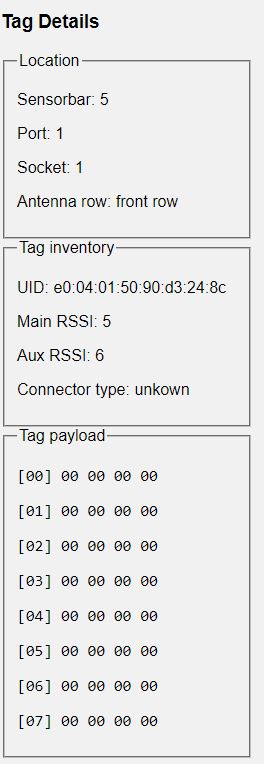 Tag Details
Location
Sensorbar: 5
Port: 1
Socket: 1
Antenna row: front row
Tag inventory
UID: e0:04:01:50:90:d3:24:8c
Main RSSI: 5
Aux RSSI: 6
Connector type: unkown
Tag payload
[00] 00 00 00 00
[01] 00 00 00 00
[02] 00 00 00 00
[03] 00 00 00 00
[04] 00 00 00 00
[05] 00 00 00 00
[06] 00 00 00 00
[07] 00 00 00 00